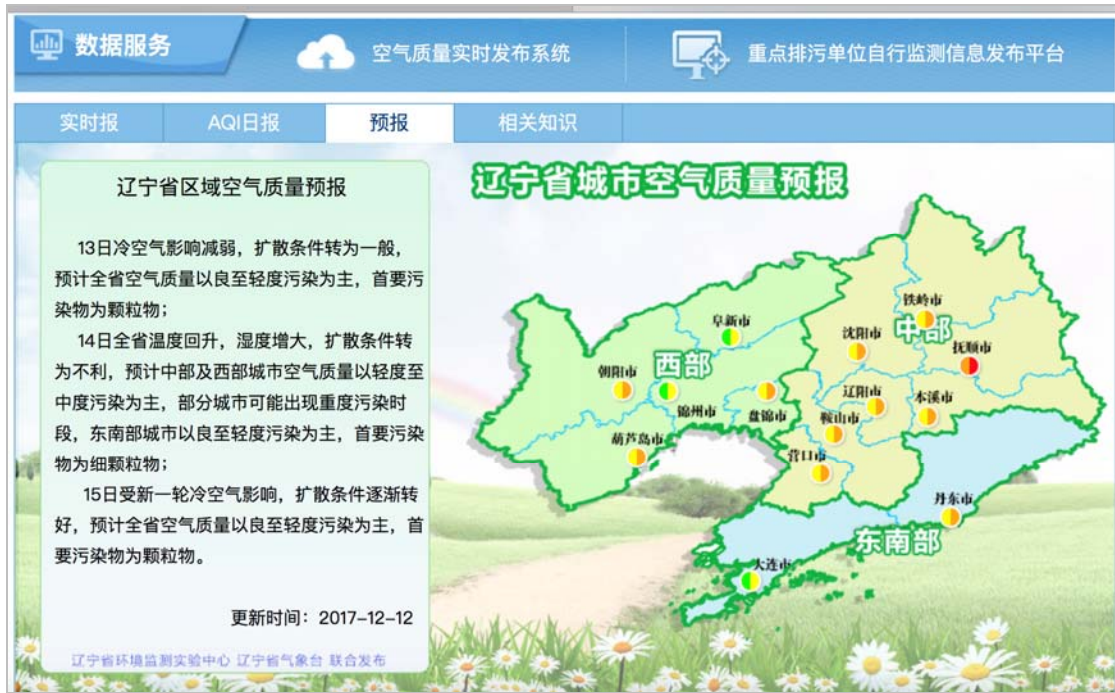 数据服务
空气质量实时发布系统
重点排污单位自行监测信息发布平台
实时报
AQI日报
预报
相关知识
辽宁省区域空气质量预报
13日冷空气影响减弱，扩散条件转为一般，
预计全省空气质量以良至轻度污染为主，首要污
染物为颗粒物；
14日全省温度回升，湿度增大，扩散条件转
为不利，预计中部及西部城市空气质量以轻度至
中度污染为主，部分城市可能出现重度污染时
段，东南部城市以良至轻度污染为主，首要污染
物为细颗粒物；
15日受新一轮冷空气影响，扩散条件逐渐转
好，预计全省空气质量以良至轻度污染为主，首
要污染物为颗粒物。
更新时间：2017-12-12
辽宁省环境监测实验中心 辽宁省气象台 联合发布
辽宁省城市空气质量预报
铁岭市
阜新市
沈阳市
中部
抚顺市
西部
朝阳市
辽阳市
本溪市
锦州市
盘锦市
鞍山市
葫芦岛市
营口市
丹东市
东南部
大连市